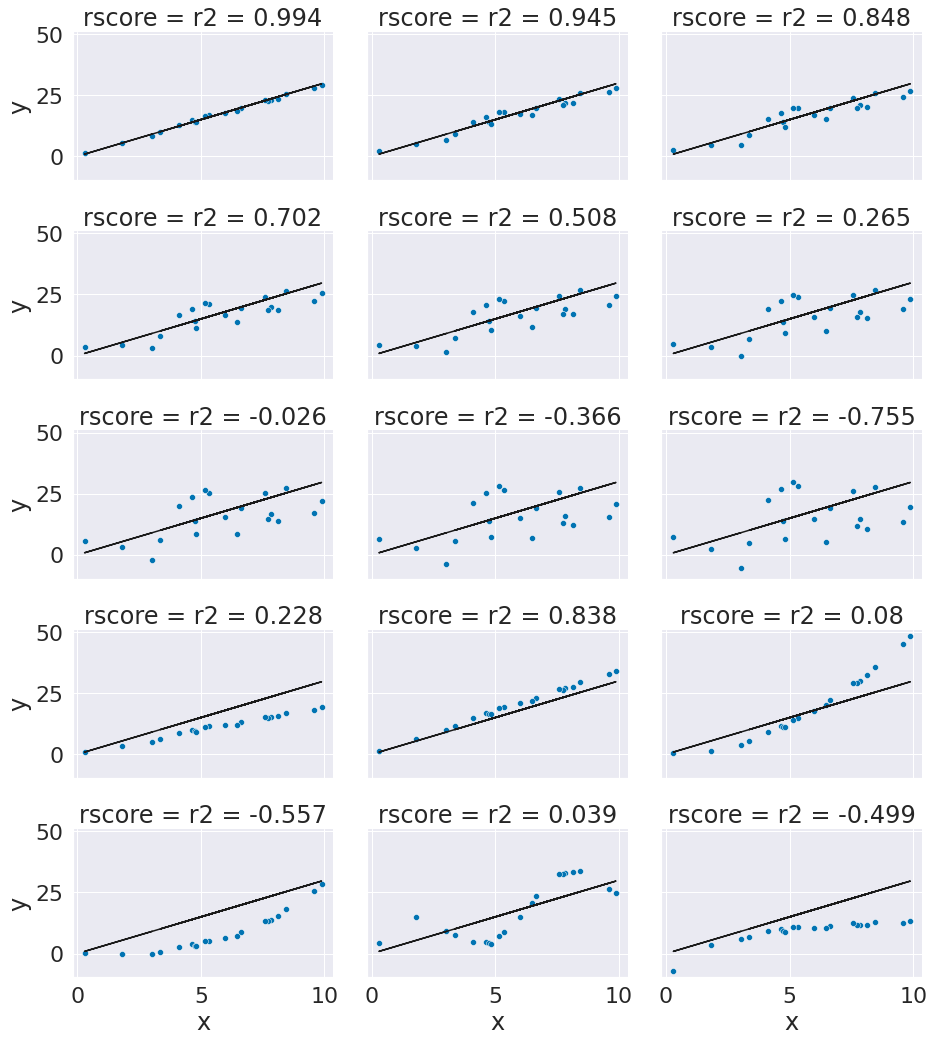 rscore = r2 = 0.994 rscore = r2 = 0.945 rscore = r2 = 0.848
50
25
0
y
rscore = r2 = 0.702 rscore = r2 = 0.508 rscore = r2 = 0.265
50
25
0
y
rscore = r2 = -0.026 rscore = r2 = -0.366 rscore = r2 = -0.755
50
25
0
y
rscore = r2 = 0.228 rscore = r2 = 0.838 rscore = r2 = 0.08
50
25
0
y
rscore = r2 = -0.557 rscore = r2 = 0.039 rscore = r2 = -0.499
50
25
0
y
0 5 10 0 5 10 0 5 10
x x x